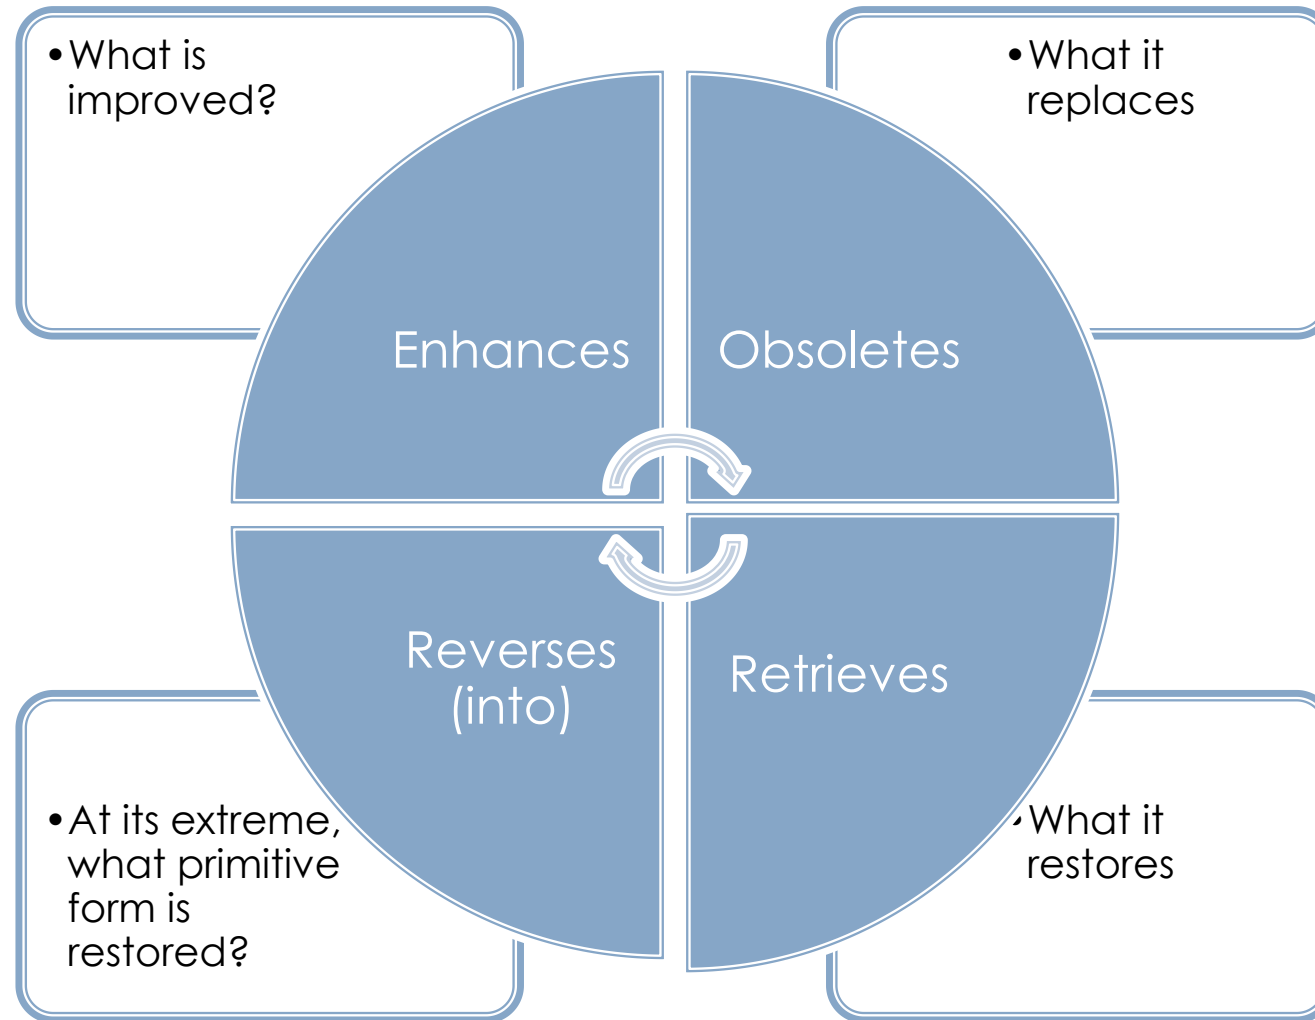 •What is
improved?
•What it
replaces
Enhances
Obsoletes
Reverses
(into)
Retrieves
•At its extreme,
what primitive
form is
restored?
•What it
restores